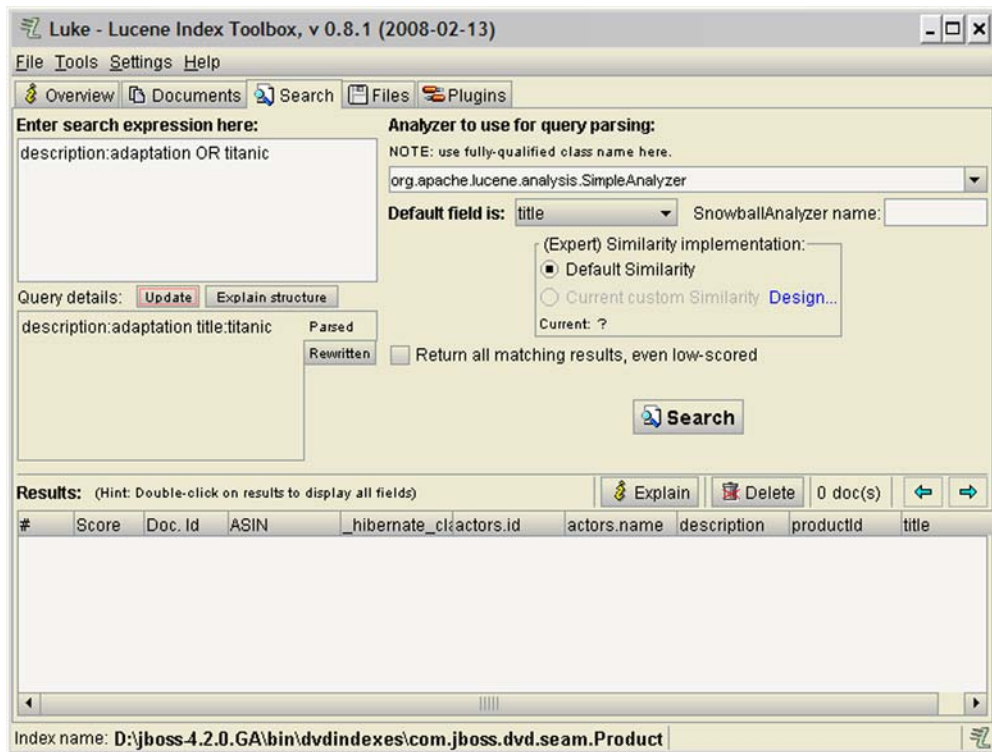 Luke - Lucene Index Toolbox, v 0.8.1 (2008-02-13)
File Tools Settings Help
Overview Documents Search Files Plugins
Enter search expression here:
description:adaptation OR titanic
Analyzer to use for query parsing:
NOTE: use fully-qualified class name here.
org.apache.lucene.analysis.SimpleAnalyzer
Default field is: title SnowballAnalyzer name:
(Expert) Similarity implementation:
Default Similarity
Current custom Similarity Design...
Current: ?
Query details: Update Explain structure
description:adaptation title:titanic
Parsed
Rewritten
Return all matching results, even low-scored
Search
Results: (Hint: Double-click on results to display all fields) Explain Delete 0 doc(s)
# Score Doc. Id ASIN _hibernate_cla actors.id actors.name description productId title
Index name: D:\jboss-4.2.0.GA\bin\dvdindexes\com.jboss.dvd.seam.Product